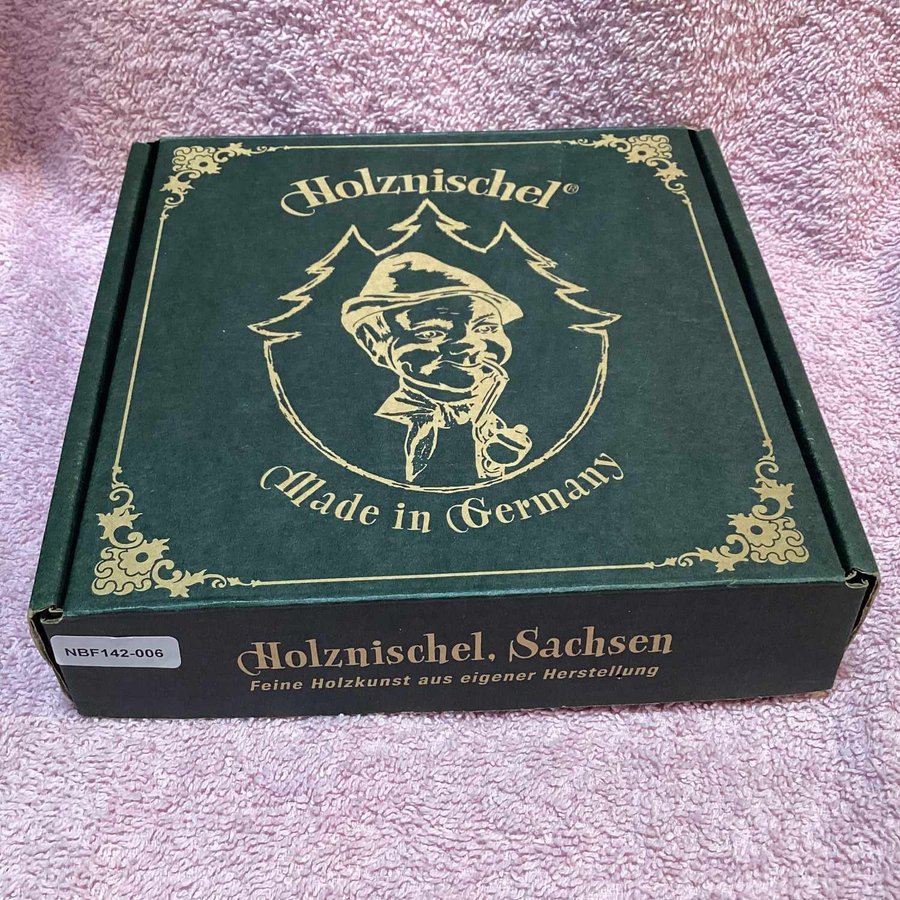 Holznischel®
Made in Germany
NBF142-006
Holznischel, Sachsen
Feine Holzkunst aus eigener Herstellung